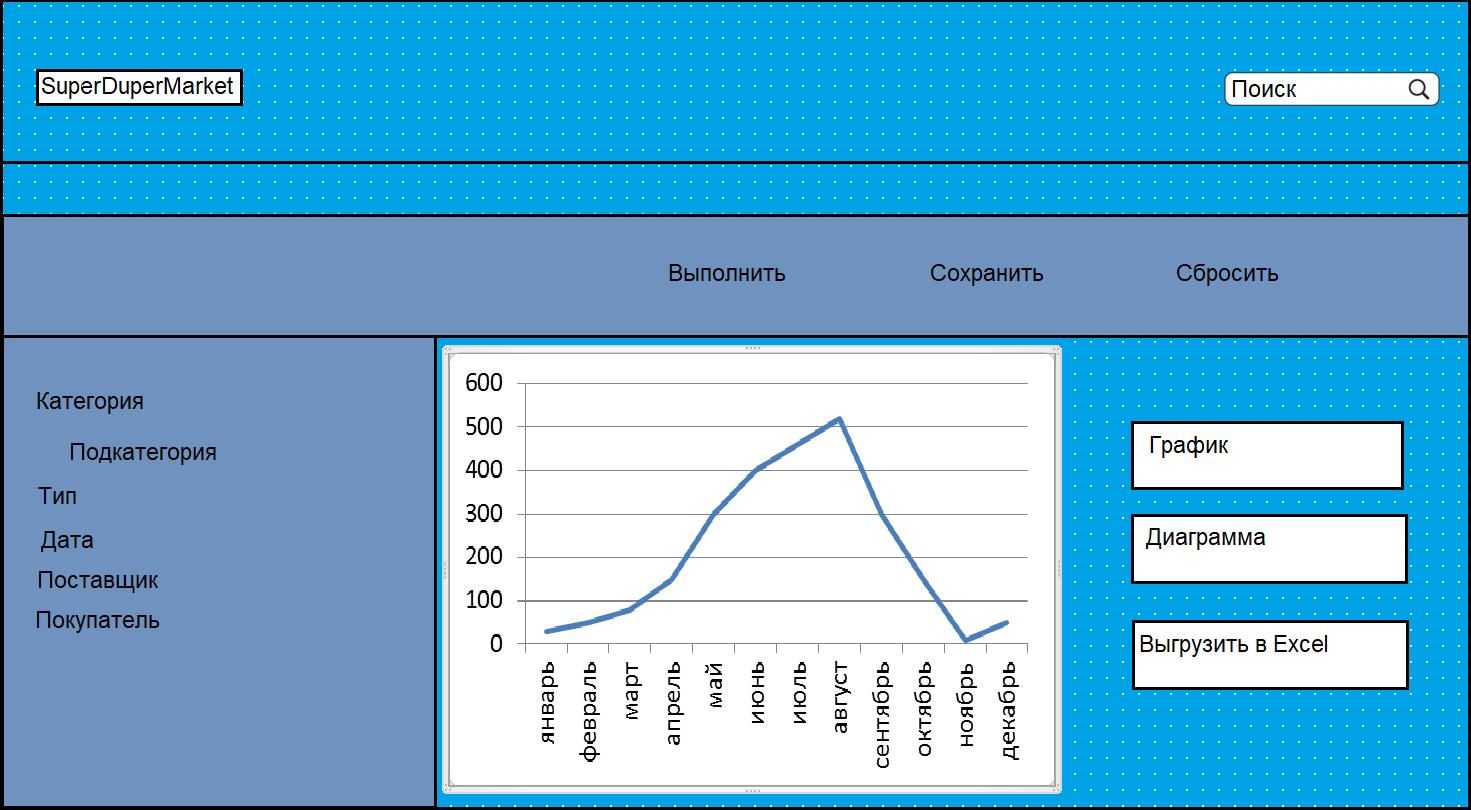 SuperDuperMarket
Поиск
Выполнить
Сохранить
Сбросить
Категория
Подкатегория
Тип
Дата
Поставщик
Покупатель
600
500
400
300
200
100
0
январь
февраль
март
апрель
май
июнь
июль
август
сентябрь
октябрь
ноябрь
декабрь
График
Диаграмма
Выгрузить в Excel